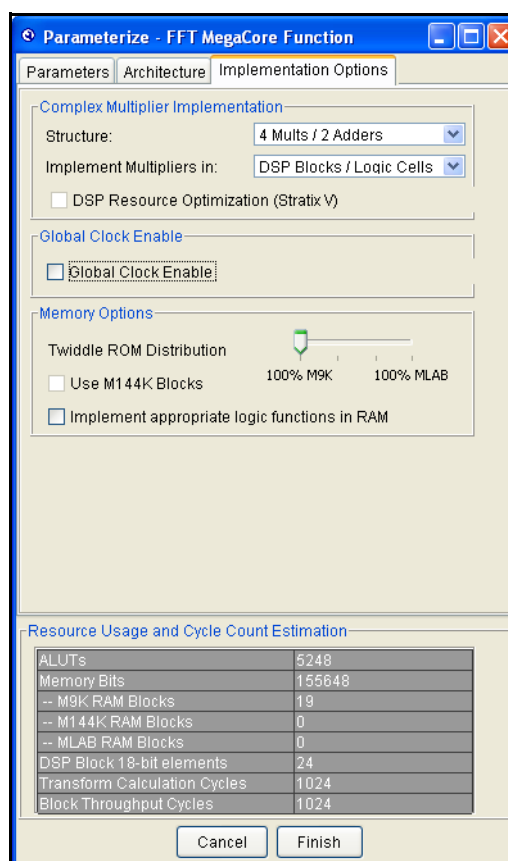 Parameterize - FFT MegaCore Function
Parameters Architecture Implementation Options
Complex Multiplier Implementation
Structure: 4 Mults / 2 Adders
Implement Multipliers in: DSP Blocks / Logic Cells
DSP Resource Optimization (Stratix V)
Global Clock Enable
Global Clock Enable
Memory Options
Twiddle ROM Distribution
100% M9K 100% MLAB
Use M144K Blocks
Implement appropriate logic functions in RAM
Resource Usage and Cycle Count Estimation
ALUTs 5248
Memory Bits 155648
-- M9K RAM Blocks 19
-- M144K RAM Blocks 0
-- MLAB RAM Blocks 0
DSP Block 18-bit elements 24
Transform Calculation Cycles 1024
Block Throughput Cycles 1024
Cancel Finish